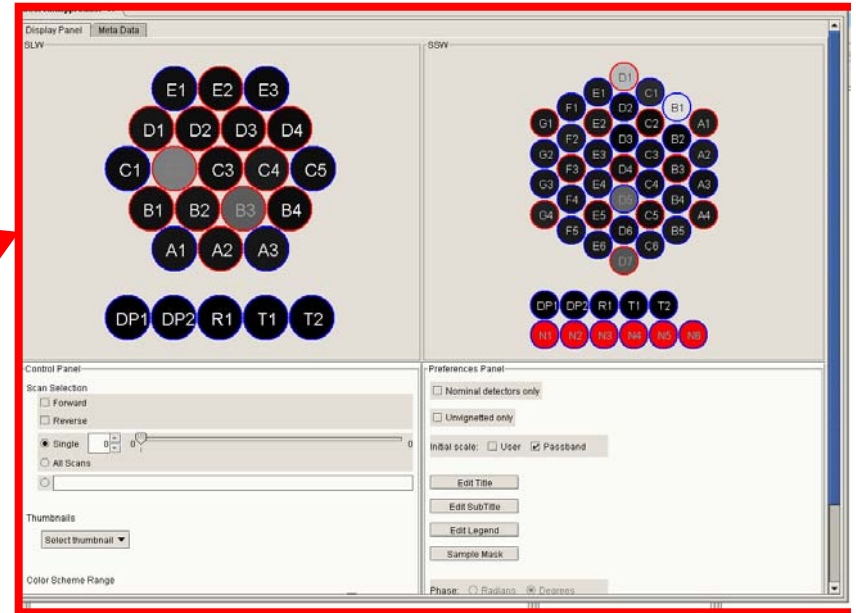 Display Panel Meta Data
SLW
E1 E2 E3
D1 D2 D3 D4
C1 C3 C4 C5
B1 B2 B3 B4
A1 A2 A3
DP1 DP2 R1 T1 T2
SSW
D1
E1 C1
F1 D2 B1
G1 E2 C2 A1
F2 D3 B2
G2 E3 C3 A2
F3 D4 B3
G3 E4 C4 A3
F4 D5 B4
G4 E5 C5 A4
F5 D6 B5
E6 C6
D7
DP1 DP2 R1 T1 T2
N1 N2 N3 N4 N5 N6
Control Panel
Scan Selection
Forward
Reverse
Single 0 0 0
All Scans
Thumbnails
Select thumbnail
Color Scheme Range
Preferences Panel
Nominal detectors only
Unvignetted only
Initial scale: User Passband
Edit Title
Edit SubTitle
Edit Legend
Sample Mask
Phase: Radians Degrees